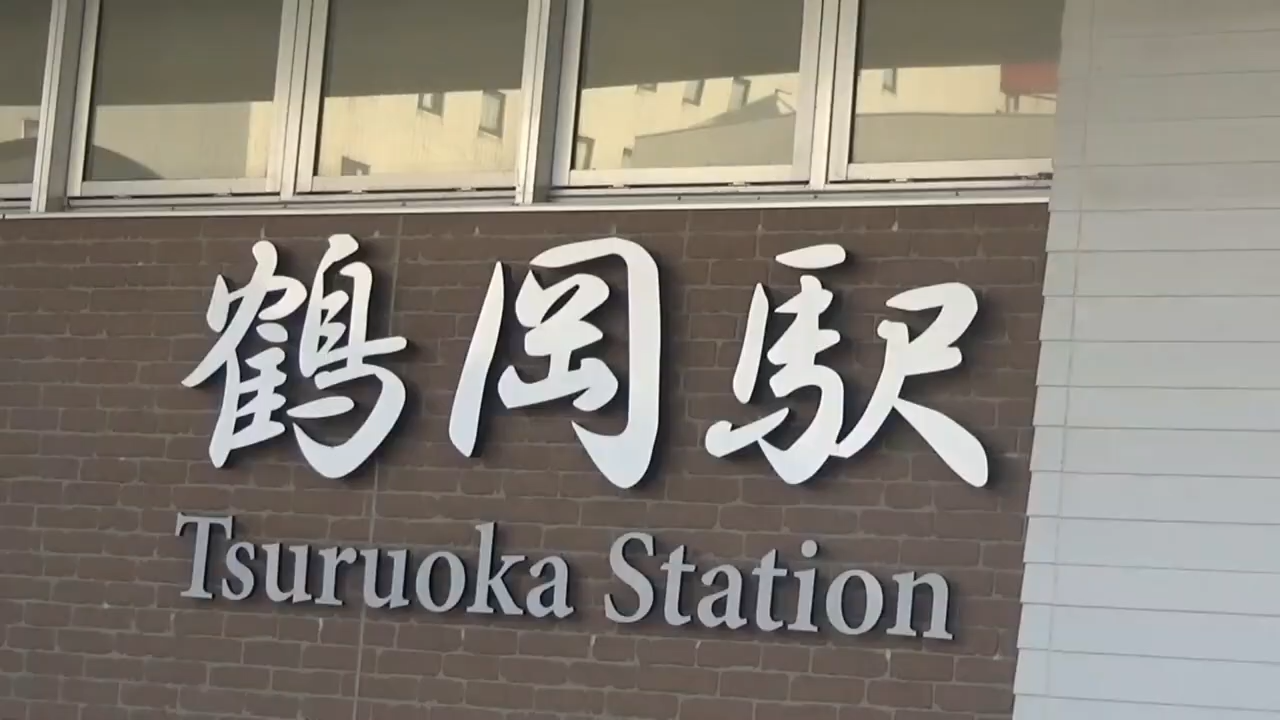 鶴岡駅
Tsuruoka Station